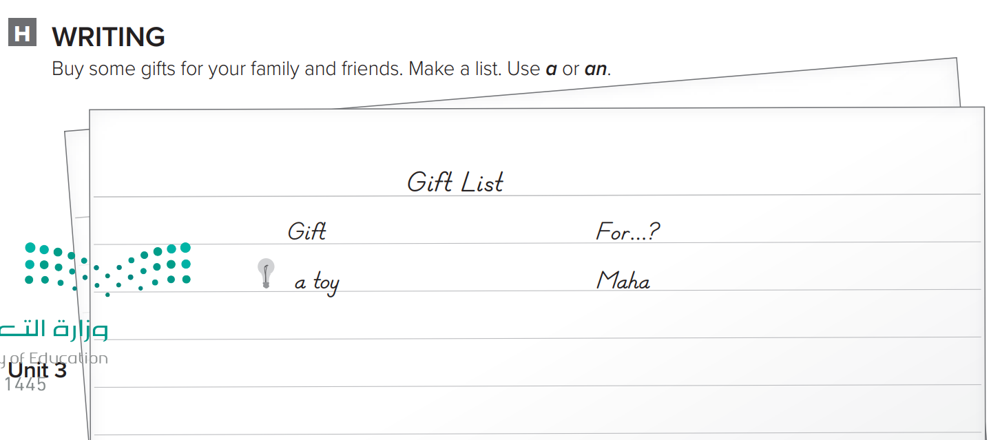 H WRITING
Buy some gifts for your family and friends. Make a list. Use a or an.
Gift List
Gift For...?
a toy Maha
وزارة التـ
y of Education
Unit 3
1445